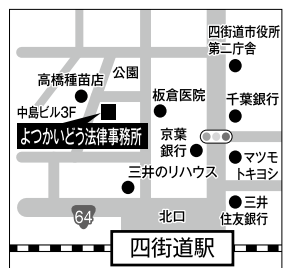 四街道市役所
第二庁舎
公園
高橋種苗店
中島ビル3F
よつかいどう法律事務所
板倉医院
千葉銀行
京葉
銀行
マツモ
トキヨシ
三井のリハウス
三井
住友銀行
64
北口
四街道駅